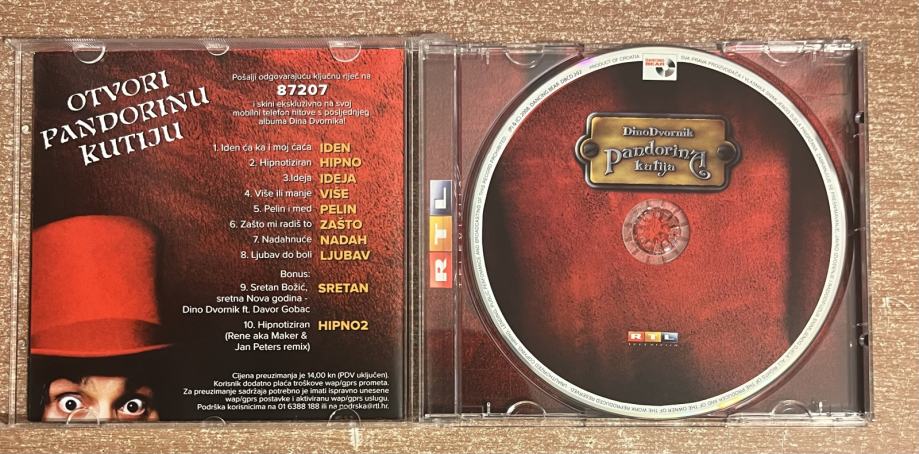 OTVORI
PANDORINU
KUTIJU
Pošalji odgovarajuću ključnu riječ na
87207
i skini ekskluzivno na svoj
mobilni telefon hitove s posljednjeg
albuma Dina Dvornika!
1. Iden ća ka i moj ćaća IDEN
2. Hipnotiziran HIPNO
3.Ideja IDEJA
4. Više ili manje VIŠE
5. Pelin i med PELIN
6. Zašto mi radiš to ZAŠTO
7. Nadahnuće NADAH
8. Ljubav do boli LJUBAV
Bonus:
9. Sretan Božić, SRETAN
sretna Nova godina -
Dino Dvornik ft. Davor Gobac
10. Hipnotiziran HIPNO2
(Rene aka Maker &
Jan Peters remix)
Cijena preuzimanja je 14,00 kn (PDV uključen).
Korisnik dodatno plaća troškove wap/gprs prometa.
Za preuzimanje sadržaja potrebno je imati ispravno unesene
wap/gprs postavke i aktiviranu wap/gprs uslugu.
Podrška korisnicima na 01 6388 188 ili na podrska@rtl.hr.
RTL
TELEVIZIJA
DANCING
BEAR
PRODUCT OF CROATIA
DinoDvornik
Pandorina
kutija
RTL